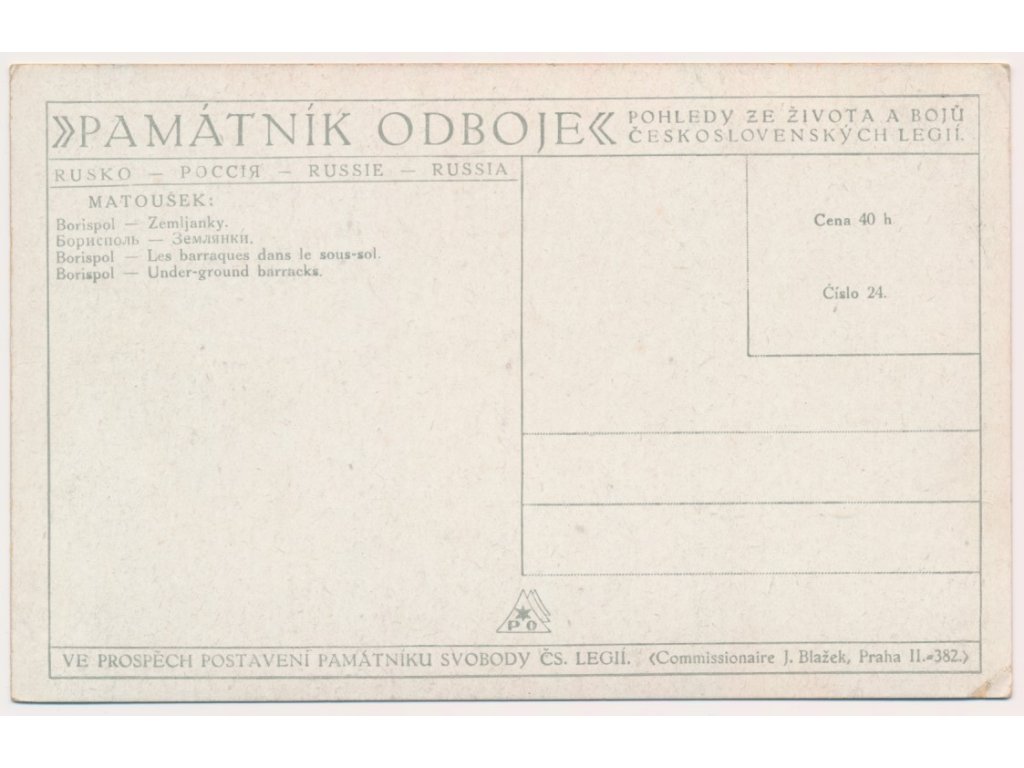 »PAMÁTNÍK ODBOJE«
POHLEDY ZE ŽIVOTA A BOJŮ
ČESKOSLOVENSKÝCH LEGIÍ.
RUSKO — РОССІЯ — RUSSIE — RUSSIA
MATOUŠEK:
Borispol — Zemljanky.
Борисполь — Землянки.
Borispol — Les barraques dans le sous-sol.
Borispol — Under-ground barracks.
Cena 40 h
Číslo 24.
PO
VE PROSPĚCH POSTAVENÍ PAMÁTNÍKU SVOBODY ČS. LEGIÍ. (Commissionaire J. Blažek, Praha II.-382.)